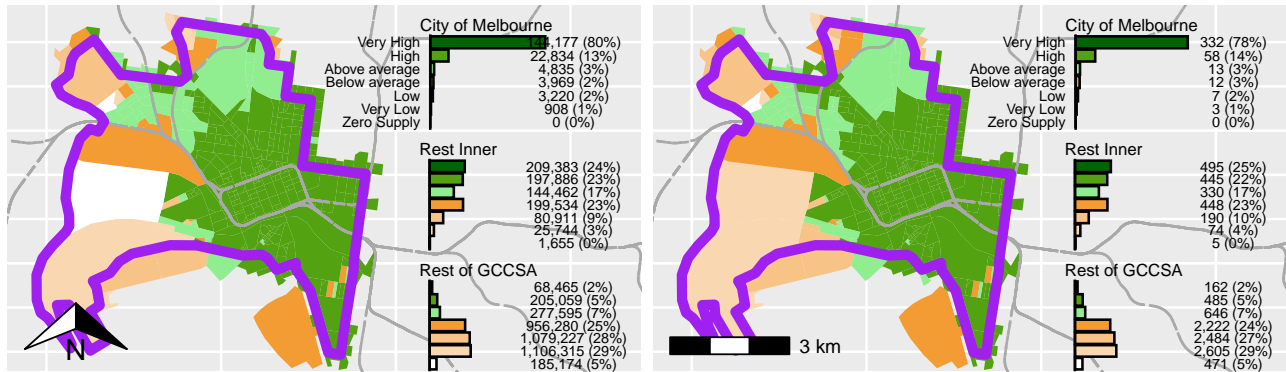 City of Melbourne
Very High 144,177 (80%)
High 22,834 (13%)
Above average 4,835 (3%)
Below average 3,969 (2%)
Low 3,220 (2%)
Very Low 908 (1%)
Zero Supply 0 (0%)
Rest Inner
209,383 (24%)
197,886 (23%)
144,462 (17%)
199,534 (23%)
80,911 (9%)
25,744 (3%)
1,655 (0%)
Rest of GCCSA
68,465 (2%)
205,059 (5%)
277,595 (7%)
956,280 (25%)
1,079,227 (28%)
1,106,315 (29%)
185,174 (5%)
N
City of Melbourne
Very High 332 (78%)
High 58 (14%)
Above average 13 (3%)
Below average 12 (3%)
Low 7 (2%)
Very Low 3 (1%)
Zero Supply 0 (0%)
Rest Inner
495 (25%)
445 (22%)
330 (17%)
448 (23%)
190 (10%)
74 (4%)
5 (0%)
Rest of GCCSA
162 (2%)
485 (5%)
646 (7%)
2,222 (24%)
2,484 (27%)
2,605 (29%)
471 (5%)
3 km